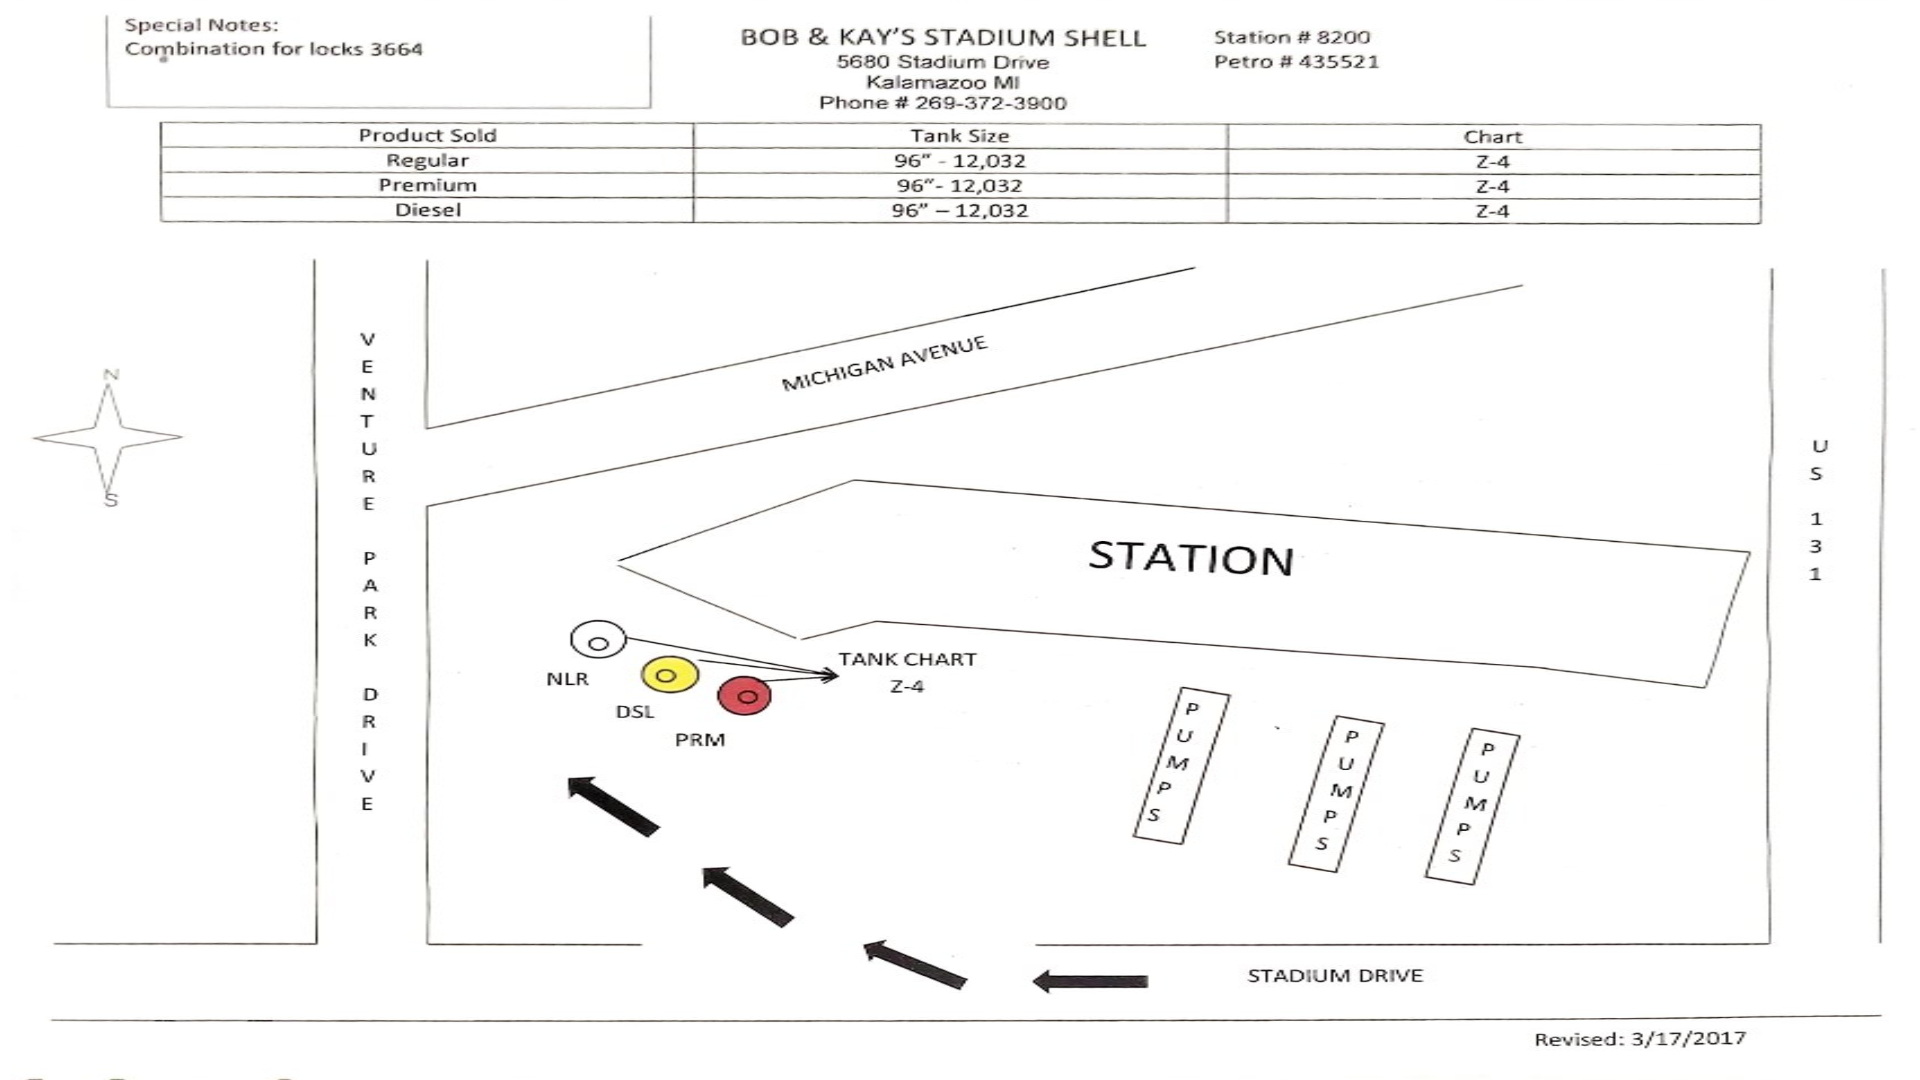 Special Notes:
Combination for locks 3664
BOB & KAY'S STADIUM SHELL
5680 Stadium Drive
Kalamazoo MI
Phone # 269-372-3900
Station # 8200
Petro # 435521
Product Sold Tank Size Chart
Regular 96" - 12,032 Z-4
Premium 96"- 12,032 Z-4
Diesel 96" – 12,032 Z-4
N
S
VENTURE PARK DRIVE
MICHIGAN AVENUE
US 131
STATION
NLR
DSL
PRM
TANK CHART
Z-4
PUMPS
PUMPS
PUMPS
STADIUM DRIVE
Revised: 3/17/2017